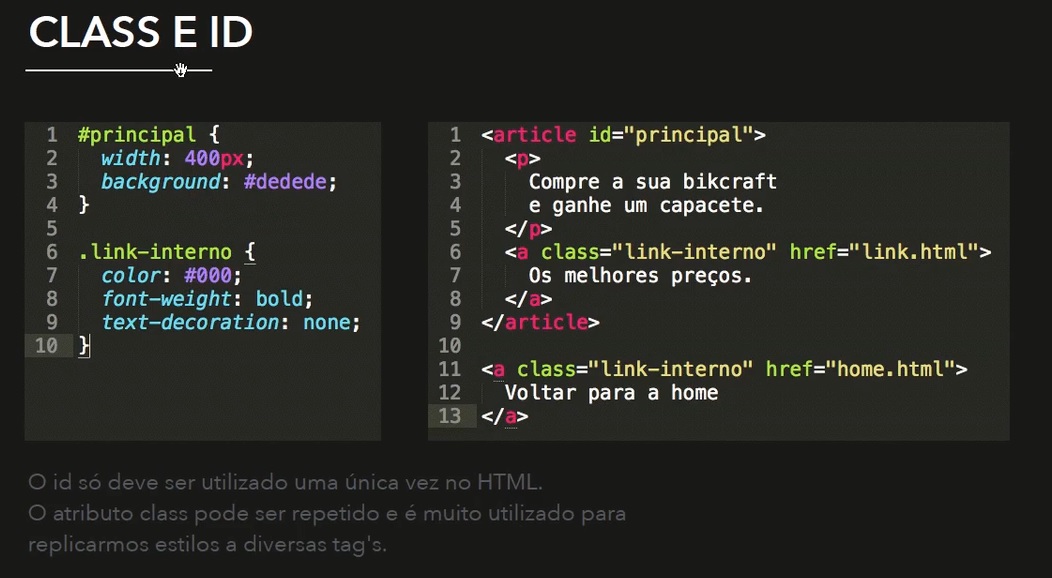 CLASS E ID
1 #principal {
2 width: 400px;
3 background: #dedede;
4 }
5
6 .link-interno {
7 color: #000;
8 font-weight: bold;
9 text-decoration: none;
10 }
1 <article id="principal">
2 <p>
3 Compre a sua bikcraft
4 e ganhe um capacete.
5 </p>
6 <a class="link-interno" href="link.html">
7 Os melhores preços.
8 </a>
9 </article>
10
11 <a class="link-interno" href="home.html">
12 Voltar para a home
13 </a>
O id só deve ser utilizado uma única vez no HTML.
O atributo class pode ser repetido e é muito utilizado para
replicarmos estilos a diversas tag's.